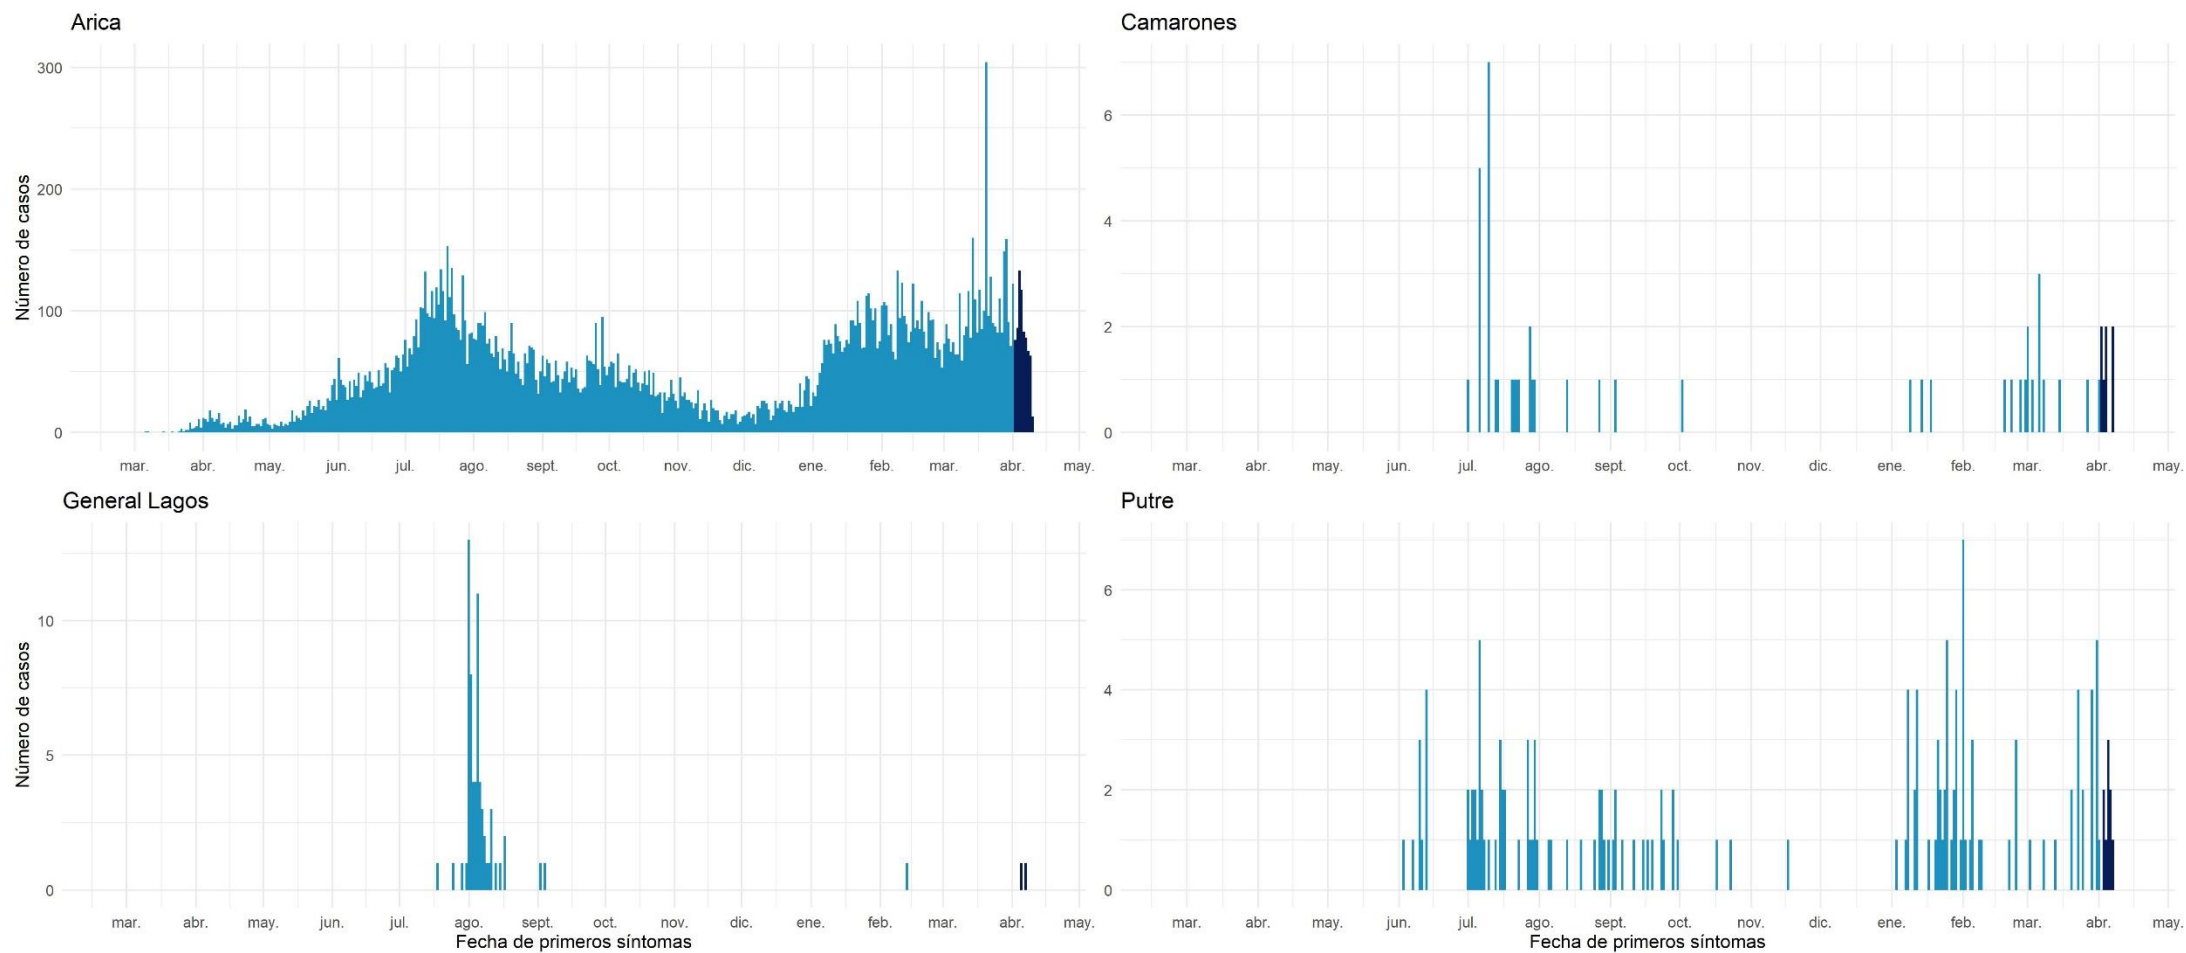 Arica
Número de casos
300
200
100
0
mar. abr. may. jun. jul. ago. sept. oct. nov. dic. ene. feb. mar. abr. may.
Camarones
6
4
2
0
mar. abr. may. jun. jul. ago. sept. oct. nov. dic. ene. feb. mar. abr. may.
General Lagos
Número de casos
10
5
0
mar. abr. may. jun. jul. ago. sept. oct. nov. dic. ene. feb. mar. abr. may.
Fecha de primeros síntomas
Putre
6
4
2
0
mar. abr. may. jun. jul. ago. sept. oct. nov. dic. ene. feb. mar. abr. may.
Fecha de primeros síntomas